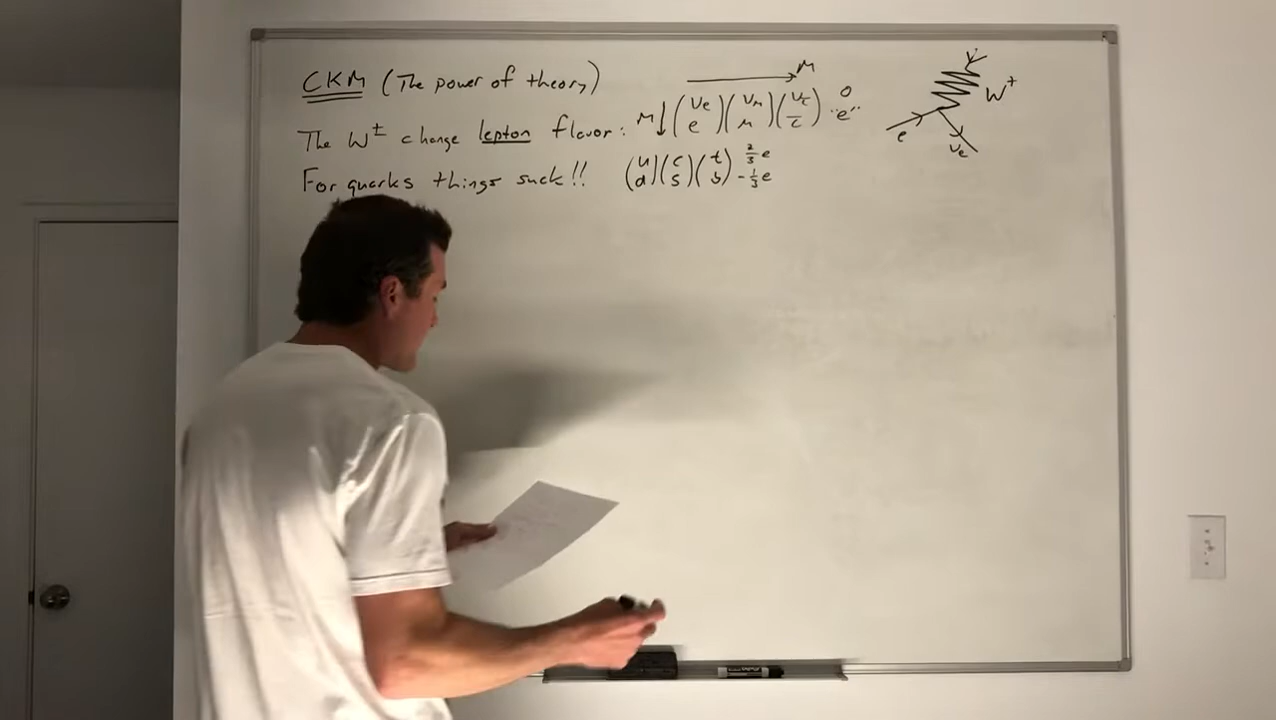 CKM (The power of theory)
The W± change lepton flavor: M↓ (νe e)(νμ μ)(ντ τ) 0 "e"
For quarks things suck!! (u d)(c s)(t b) 2/3 e -1/3 e
M
W+
e
νe